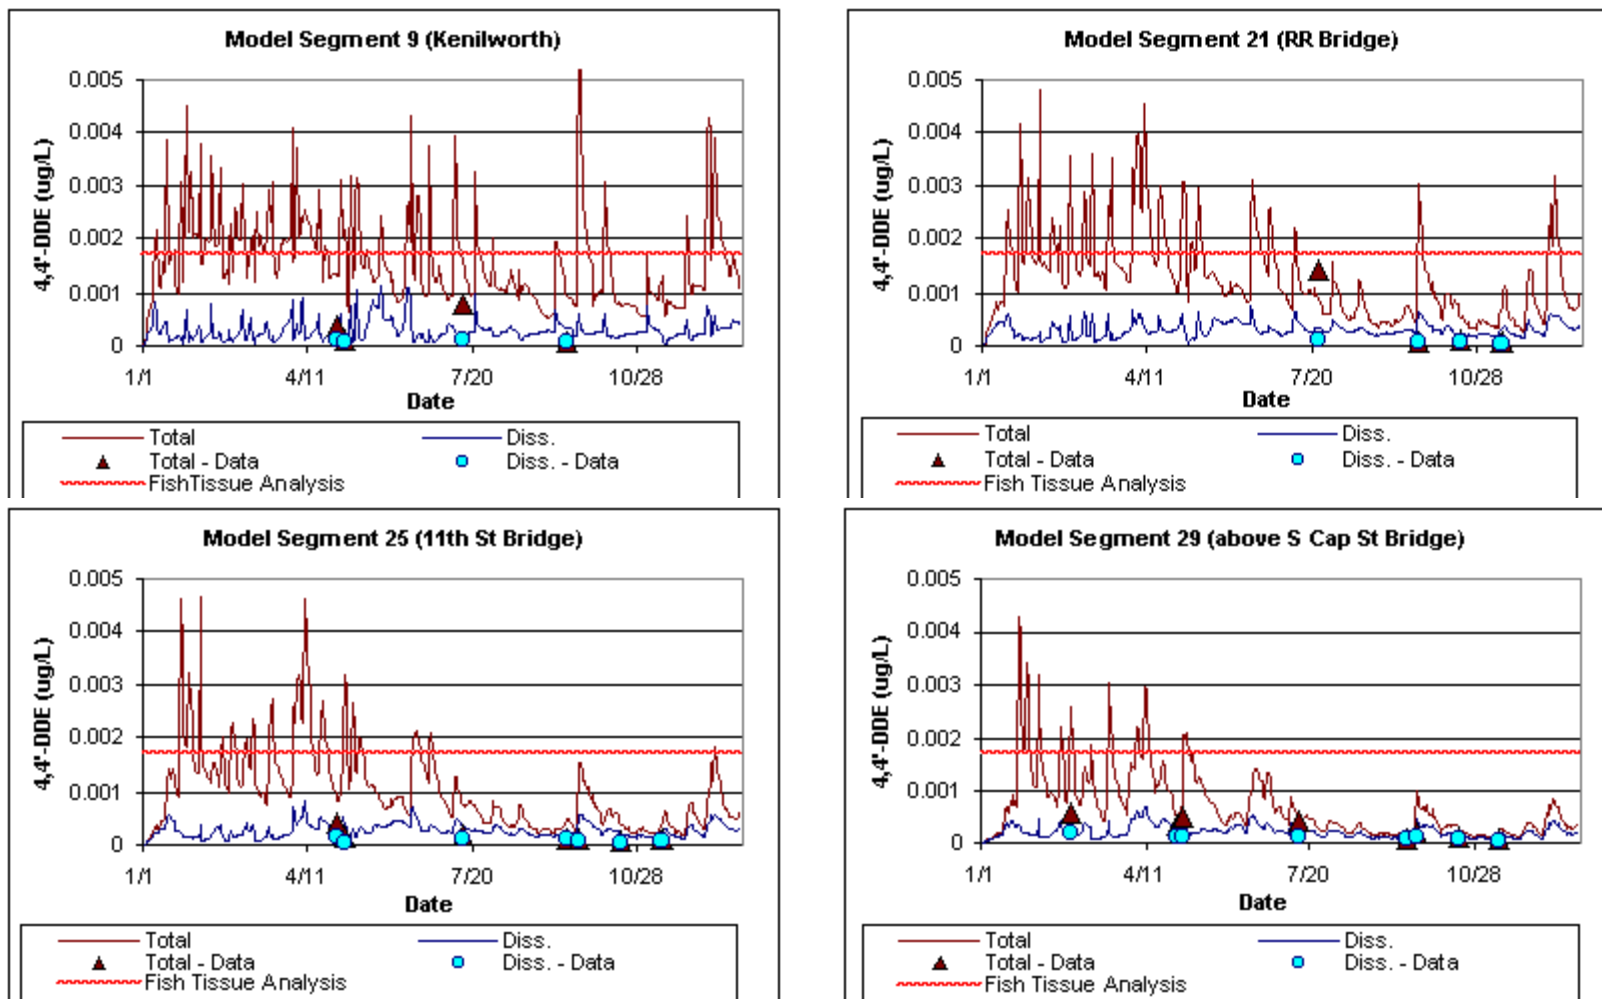 Model Segment 9 (Kenilworth)
4,4'-DDE (ug/L)
0.005
0.004
0.003
0.002
0.001
0
1/1 4/11 7/20 10/28
Date
Total Diss.
Total - Data Diss. - Data
FishTissue Analysis
Model Segment 21 (RR Bridge)
4,4'-DDE (ug/L)
0.005
0.004
0.003
0.002
0.001
0
1/1 4/11 7/20 10/28
Date
Total Diss.
Total - Data Diss. - Data
Fish Tissue Analysis
Model Segment 25 (11th St Bridge)
4,4'-DDE (ug/L)
0.005
0.004
0.003
0.002
0.001
0
1/1 4/11 7/20 10/28
Date
Total Diss.
Total - Data Diss. - Data
Fish Tissue Analysis
Model Segment 29 (above S Cap St Bridge)
4,4'-DDE (ug/L)
0.005
0.004
0.003
0.002
0.001
0
1/1 4/11 7/20 10/28
Date
Total Diss.
Total - Data Diss. - Data
Fish Tissue Analysis